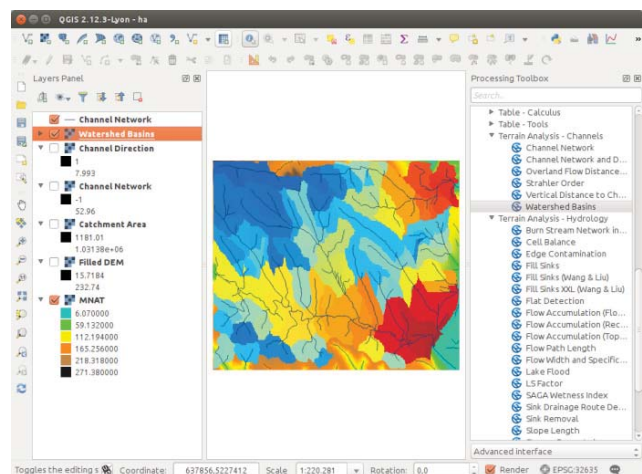 QGIS 2.12.3-Lyon - ha
Layers Panel
Channel Network
Watershed Basins
Channel Direction
1
7.993
Channel Network
-1
52.96
Catchment Area
1181.01
1.03138e+06
Filled DEM
15.7184
232.74
MNAT
6.070000
59.132000
112.194000
165.256000
218.318000
271.380000
Processing Toolbox
Search...
Table - Calculus
Table - Tools
Terrain Analysis - Channels
Channel Network
Channel Network and D...
Overland Flow Distance...
Strahler Order
Vertical Distance to Ch...
Watershed Basins
Terrain Analysis - Hydrology
Burn Stream Network in...
Cell Balance
Edge Contamination
Fill Sinks
Fill Sinks (Wang & Liu)
Fill Sinks XXL (Wang & Liu)
Flat Detection
Flow Accumulation (Flo...
Flow Accumulation (Rec...
Flow Accumulation (Top...
Flow Path Length
Flow Width and Specific...
Lake Flood
LS Factor
SAGA Wetness Index
Sink Drainage Route De...
Sink Removal
Slope Length
Advanced interface
Toggles the editing s Coordinate: 637856,5227412 Scale 1:220.281 Rotation: 0,0 Render EPSG:32635